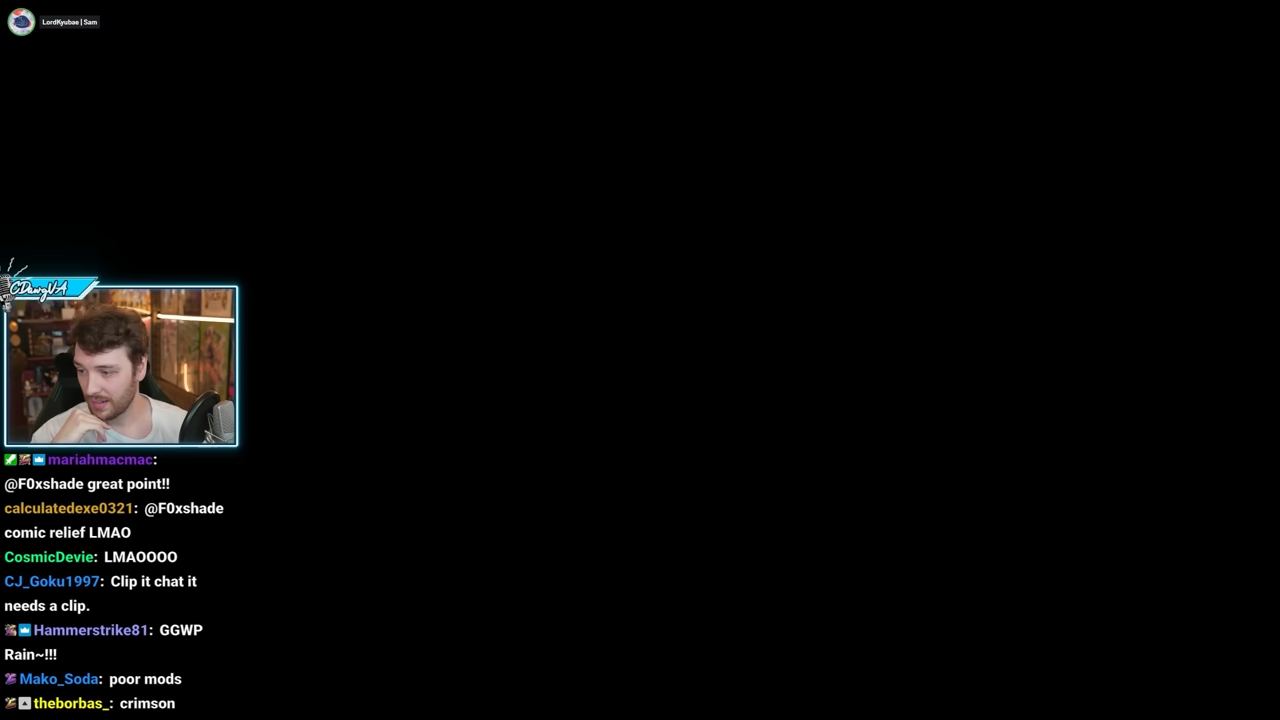 LordKyubae | Sam
CDawgVA
mariahmacmac:
@F0xshade great point!!
calculatedexe0321: @F0xshade
comic relief LMAO
CosmicDevie: LMAOOOO
CJ_Goku1997: Clip it chat it
needs a clip.
Hammerstrike81: GGWP
Rain~!!!
Mako_Soda: poor mods
theborbas_: crimson